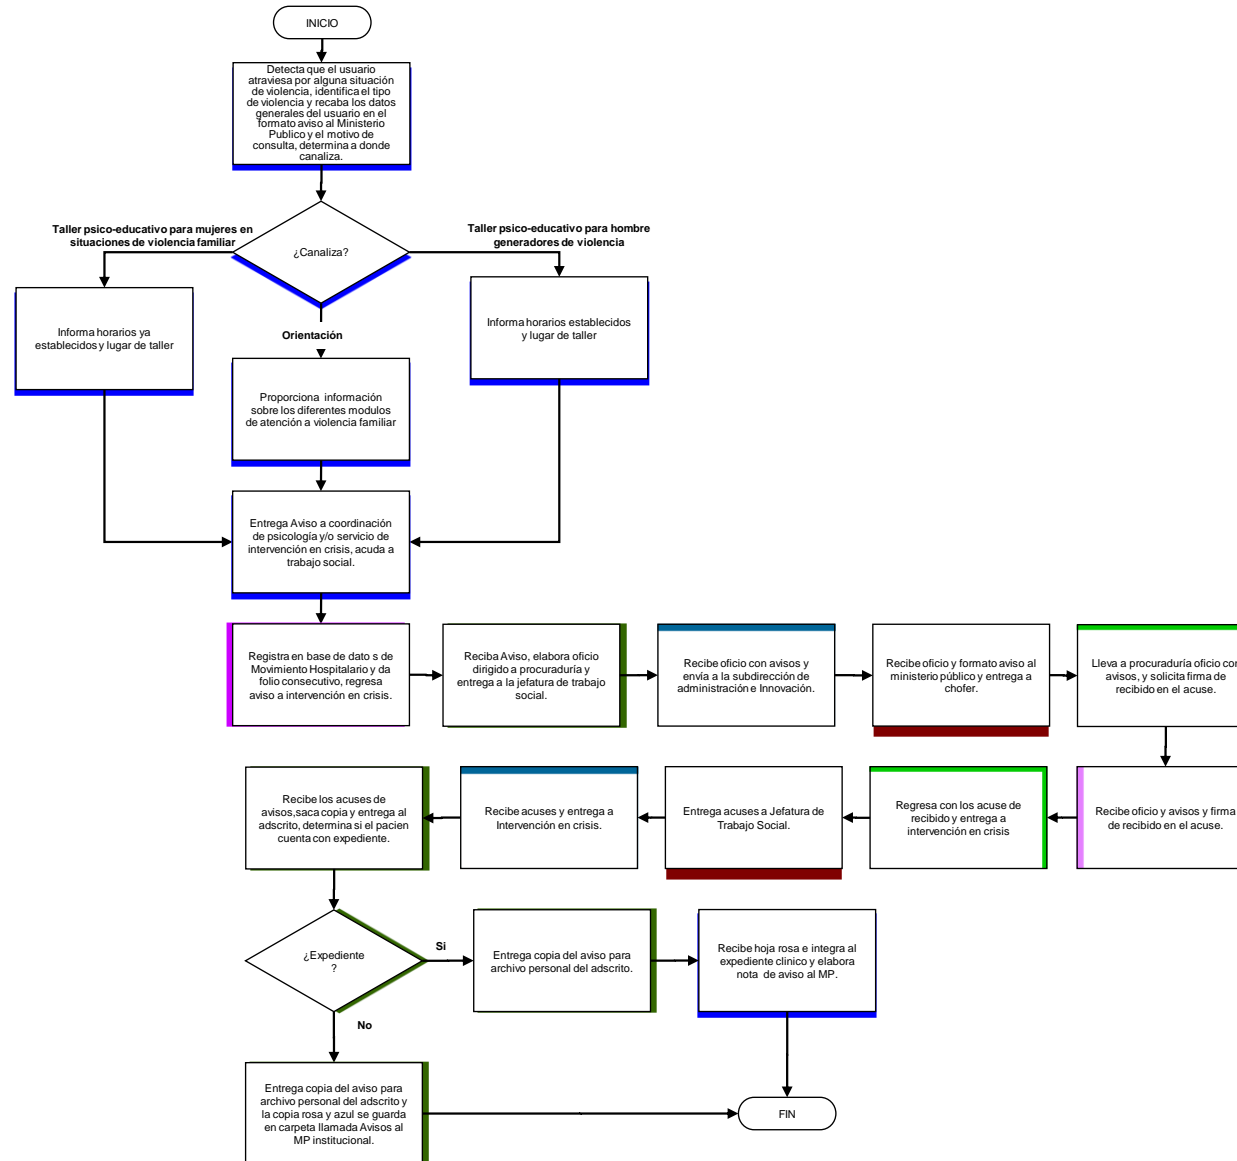 INICIO
Detecta que el usuario
atraviesa por alguna situación
de violencia, identifica el tipo
de violencia y recaba los datos
generales del usuario en el
formato aviso al Ministerio
Publico y el motivo de
consulta, determina a donde
canaliza.
Taller psico-educativo para mujeres en
situaciones de violencia familiar
¿Canaliza?
Taller psico-educativo para hombre
generadores de violencia
Informa horarios ya
establecidos y lugar de taller
Orientación
Informa horarios establecidos
y lugar de taller
Proporciona información
sobre los diferentes modulos
de atención a violencia familiar
Entrega Aviso a coordinación
de psicología y/o servicio de
intervención en crisis, acuda a
trabajo social.
Registra en base de dato s de
Movimiento Hospitalario y da
folio consecutivo, regresa
aviso a intervención en crisis.
Reciba Aviso, elabora oficio
dirigido a procuraduría y
entrega a la jefatura de trabajo
social.
Recibe oficio con avisos y
envía a la subdirección de
administración e Innovación.
Recibe oficio y formato aviso al
ministerio público y entrega a
chofer.
Lleva a procuraduría oficio con
avisos, y solicita firma de
recibido en el acuse.
Recibe los acuses de
avisos,saca copia y entrega al
adscrito, determina si el pacien
cuenta con expediente.
Recibe acuses y entrega a
Intervención en crisis.
Entrega acuses a Jefatura de
Trabajo Social.
Regresa con los acuse de
recibido y entrega a
intervención en crisis
Recibe oficio y avisos y firma
de recibido en el acuse.
¿Expediente
?
Si
Entrega copia del aviso para
archivo personal del adscrito.
Recibe hoja rosa e integra al
expediente clinico y elabora
nota de aviso al MP.
No
Entrega copia del aviso para
archivo personal del adscrito y
la copia rosa y azul se guarda
en carpeta llamada Avisos al
MP institucional.
FIN